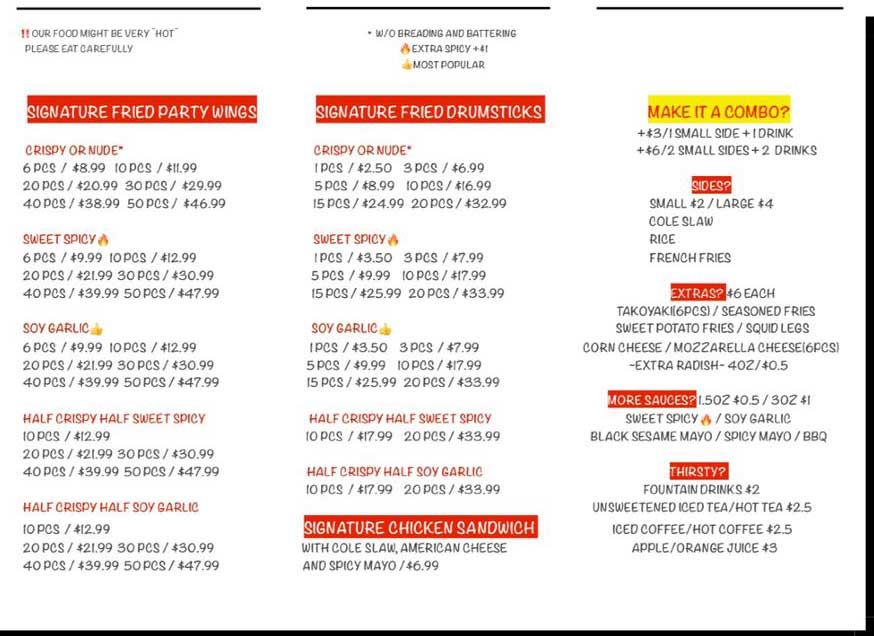 ‼ OUR FOOD MIGHT BE VERY "HOT"
PLEASE EAT CAREFULLY
SIGNATURE FRIED PARTY WINGS
CRISPY OR NUDE*
6 PCS / $8.99 10 PCS / $11.99
20 PCS / $20.99 30 PCS / $29.99
40 PCS / $38.99 50 PCS / $46.99
SWEET SPICY🔥
6 PCS / $9.99 10 PCS / $12.99
20 PCS / $21.99 30 PCS / $30.99
40 PCS / $39.99 50 PCS / $47.99
SOY GARLIC👍
6 PCS / $9.99 10 PCS / $12.99
20 PCS / $21.99 30 PCS / $30.99
40 PCS / $39.99 50 PCS / $47.99
HALF CRISPY HALF SWEET SPICY
10 PCS / $12.99
20 PCS / $21.99 30 PCS / $30.99
40 PCS / $39.99 50 PCS / $47.99
HALF CRISPY HALF SOY GARLIC
10 PCS / $12.99
20 PCS / $21.99 30 PCS / $30.99
40 PCS / $39.99 50 PCS / $47.99
* W/O BREADING AND BATTERING
🔥EXTRA SPICY +$1
👍MOST POPULAR
SIGNATURE FRIED DRUMSTICKS
CRISPY OR NUDE*
1 PCS / $2.50 3 PCS / $6.99
5 PCS / $8.99 10 PCS / $16.99
15 PCS / $24.99 20 PCS / $32.99
SWEET SPICY🔥
1 PCS / $3.50 3 PCS / $7.99
5 PCS / $9.99 10 PCS / $17.99
15 PCS / $25.99 20 PCS / $33.99
SOY GARLIC👍
1 PCS / $3.50 3 PCS / $7.99
5 PCS / $9.99 10 PCS / $17.99
15 PCS / $25.99 20 PCS / $33.99
HALF CRISPY HALF SWEET SPICY
10 PCS / $17.99 20 PCS / $33.99
HALF CRISPY HALF SOY GARLIC
10 PCS / $17.99 20 PCS / $33.99
SIGNATURE CHICKEN SANDWICH
WITH COLE SLAW, AMERICAN CHEESE
AND SPICY MAYO / $6.99
MAKE IT A COMBO?
+$3/1 SMALL SIDE + 1 DRINK
+$6/2 SMALL SIDES + 2 DRINKS
SIDES?
SMALL $2 / LARGE $4
COLE SLAW
RICE
FRENCH FRIES
EXTRAS? $6 EACH
TAKOYAKI(6PCS) / SEASONED FRIES
SWEET POTATO FRIES / SQUID LEGS
CORN CHEESE / MOZZARELLA CHEESE(6PCS)
~EXTRA RADISH~ 4OZ/$0.5
MORE SAUCES? 1.5OZ $0.5 / 3OZ $1
SWEET SPICY🔥 / SOY GARLIC
BLACK SESAME MAYO / SPICY MAYO / BBQ
THIRSTY?
FOUNTAIN DRINKS $2
UNSWEETENED ICED TEA/HOT TEA $2.5
ICED COFFEE/HOT COFFEE $2.5
APPLE/ORANGE JUICE $3